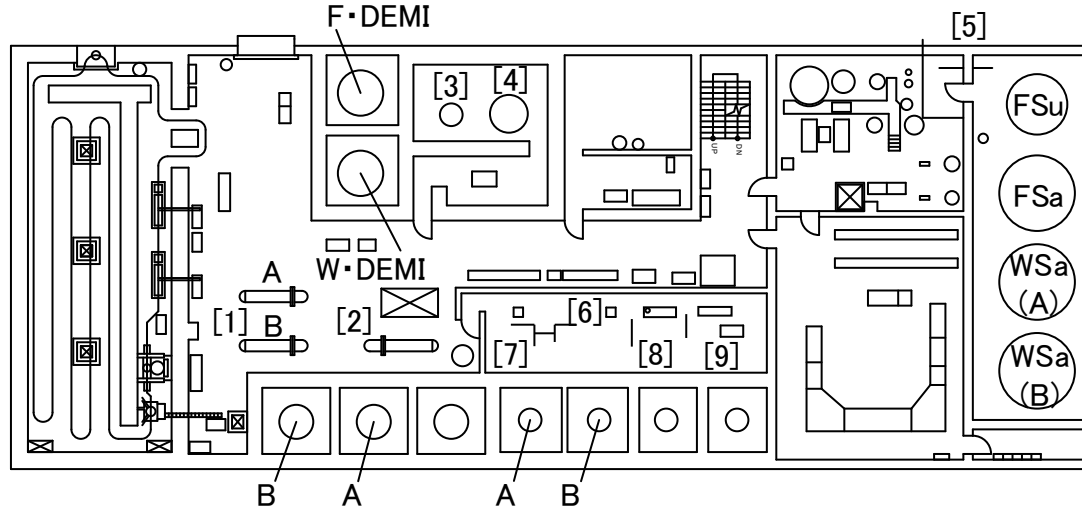 F・DEMI
[5]
[3]
[4]
FSu
UP
DN
FSa
W・DEMI
A
WSa
(A)
[1]
B
[2]
[6]
[7]
[8]
[9]
WSa
(B)
B
A
A
B